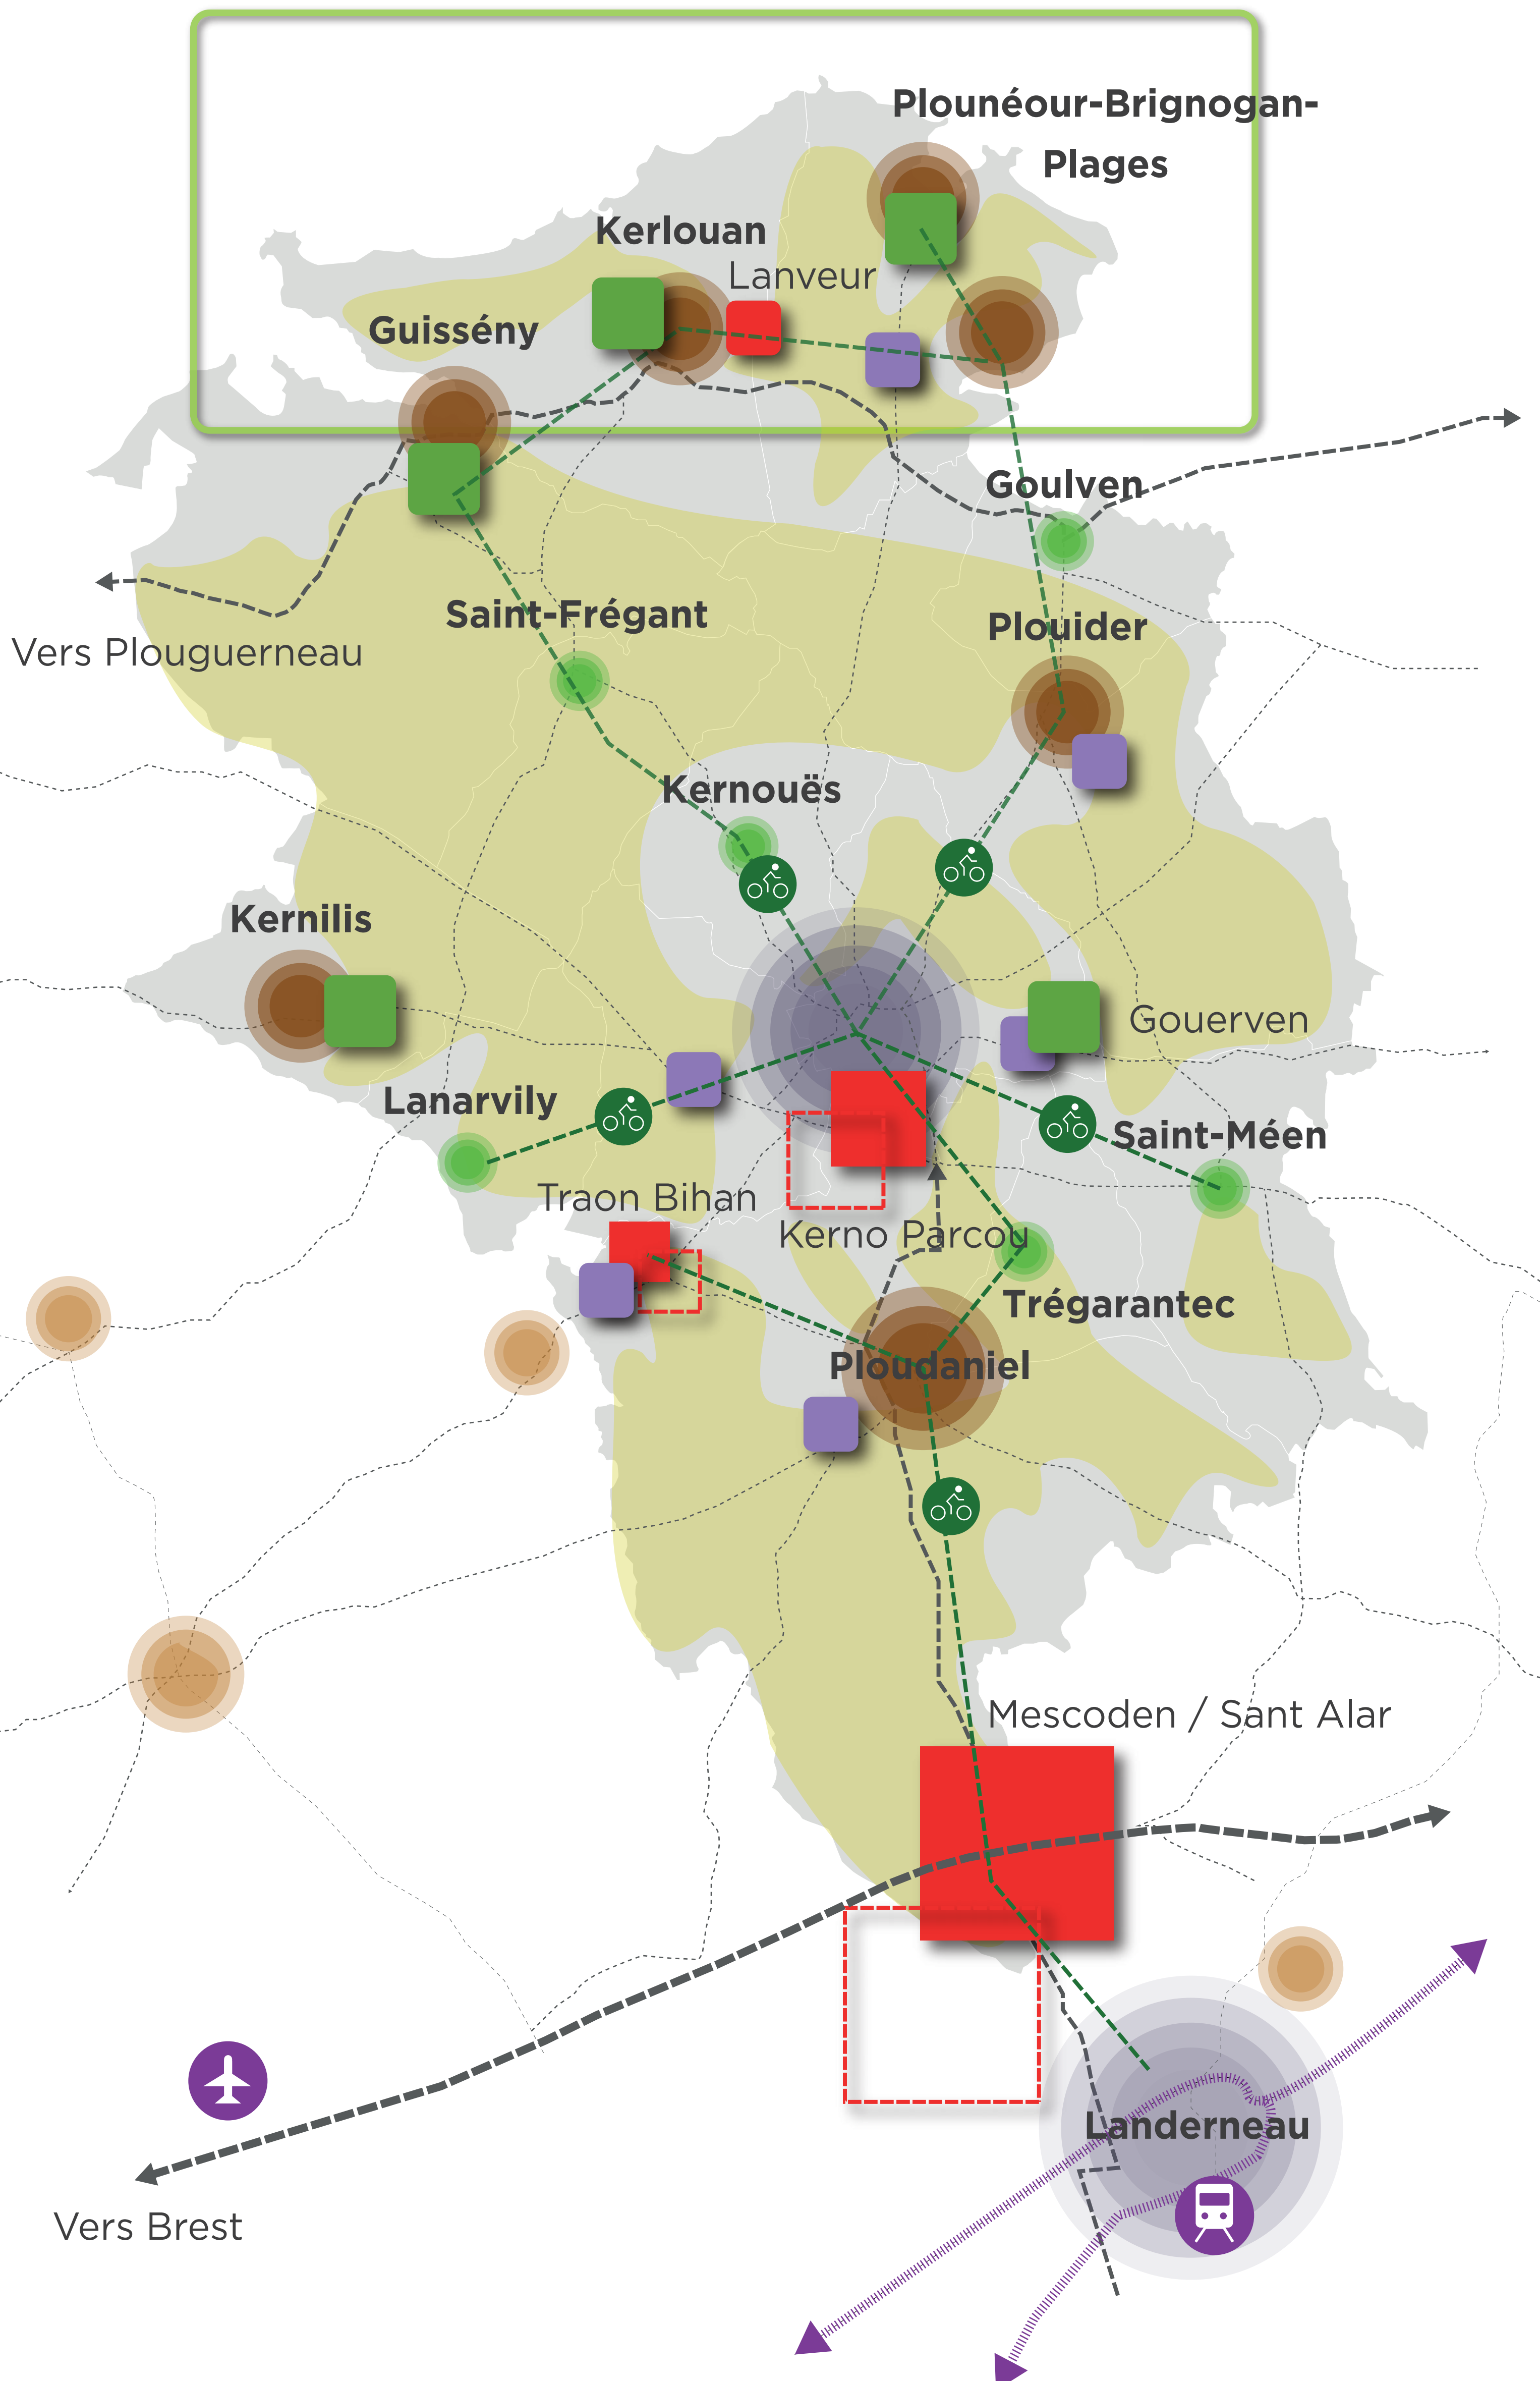 Plounéour-Brignogan-
Plages
Kerlouan
Lanveur
Guissény
Goulven
Saint-Frégant
Plouider
Vers Plouguerneau
Kernouës
Kernilis
Gouerven
Lanarvily
Saint-Méen
Traon Bihan
Kerno Parcou
Trégarantec
Ploudaniel
Mescoden / Sant Alar
Landerneau
Vers Brest